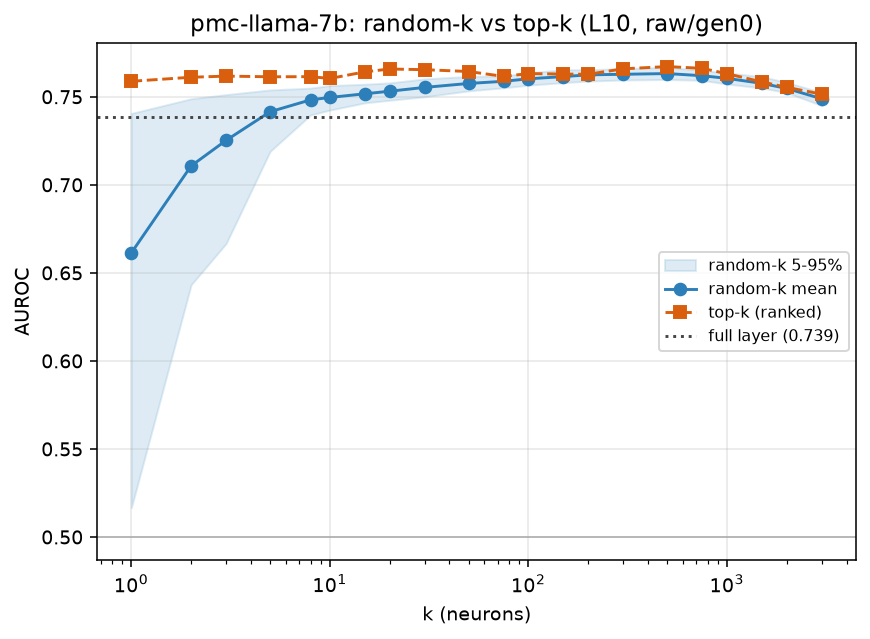 pmc-llama-7b: random-k vs top-k (L10, raw/gen0)
AUROC
0.75
0.70
0.65
0.60
0.55
0.50
random-k 5-95%
random-k mean
top-k (ranked)
full layer (0.739)
10⁰ 10¹ 10² 10³
k (neurons)